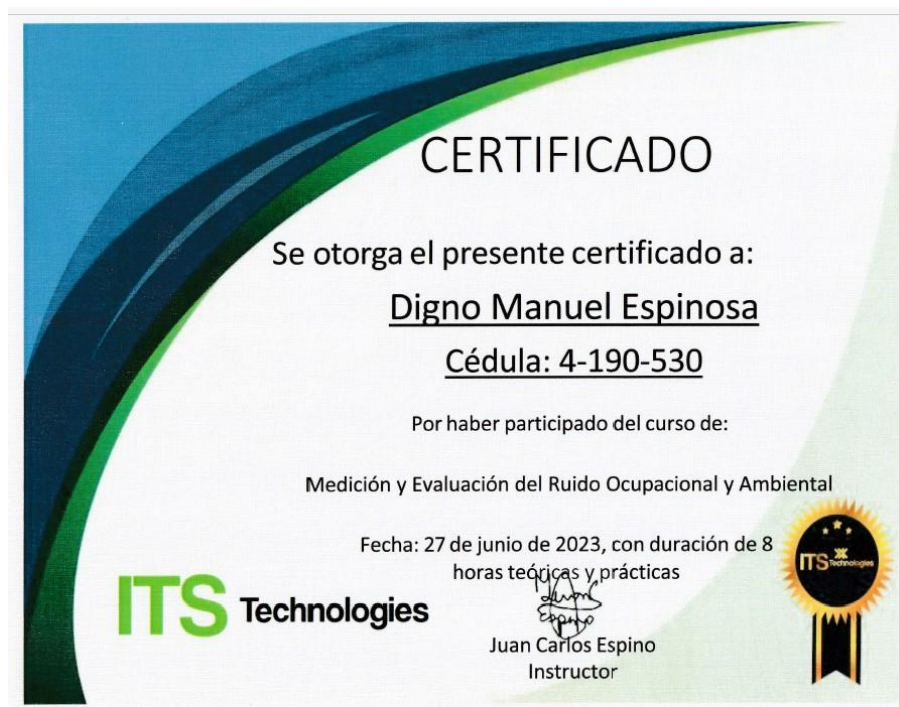 CERTIFICADO
Se otorga el presente certificado a:
Digno Manuel Espinosa
Cédula: 4-190-530
Por haber participado del curso de:
Medición y Evaluación del Ruido Ocupacional y Ambiental
Fecha: 27 de junio de 2023, con duración de 8
horas teóricas y prácticas
ITS Technologies
Juan Carlos Espino
Instructor
ITS Technologies